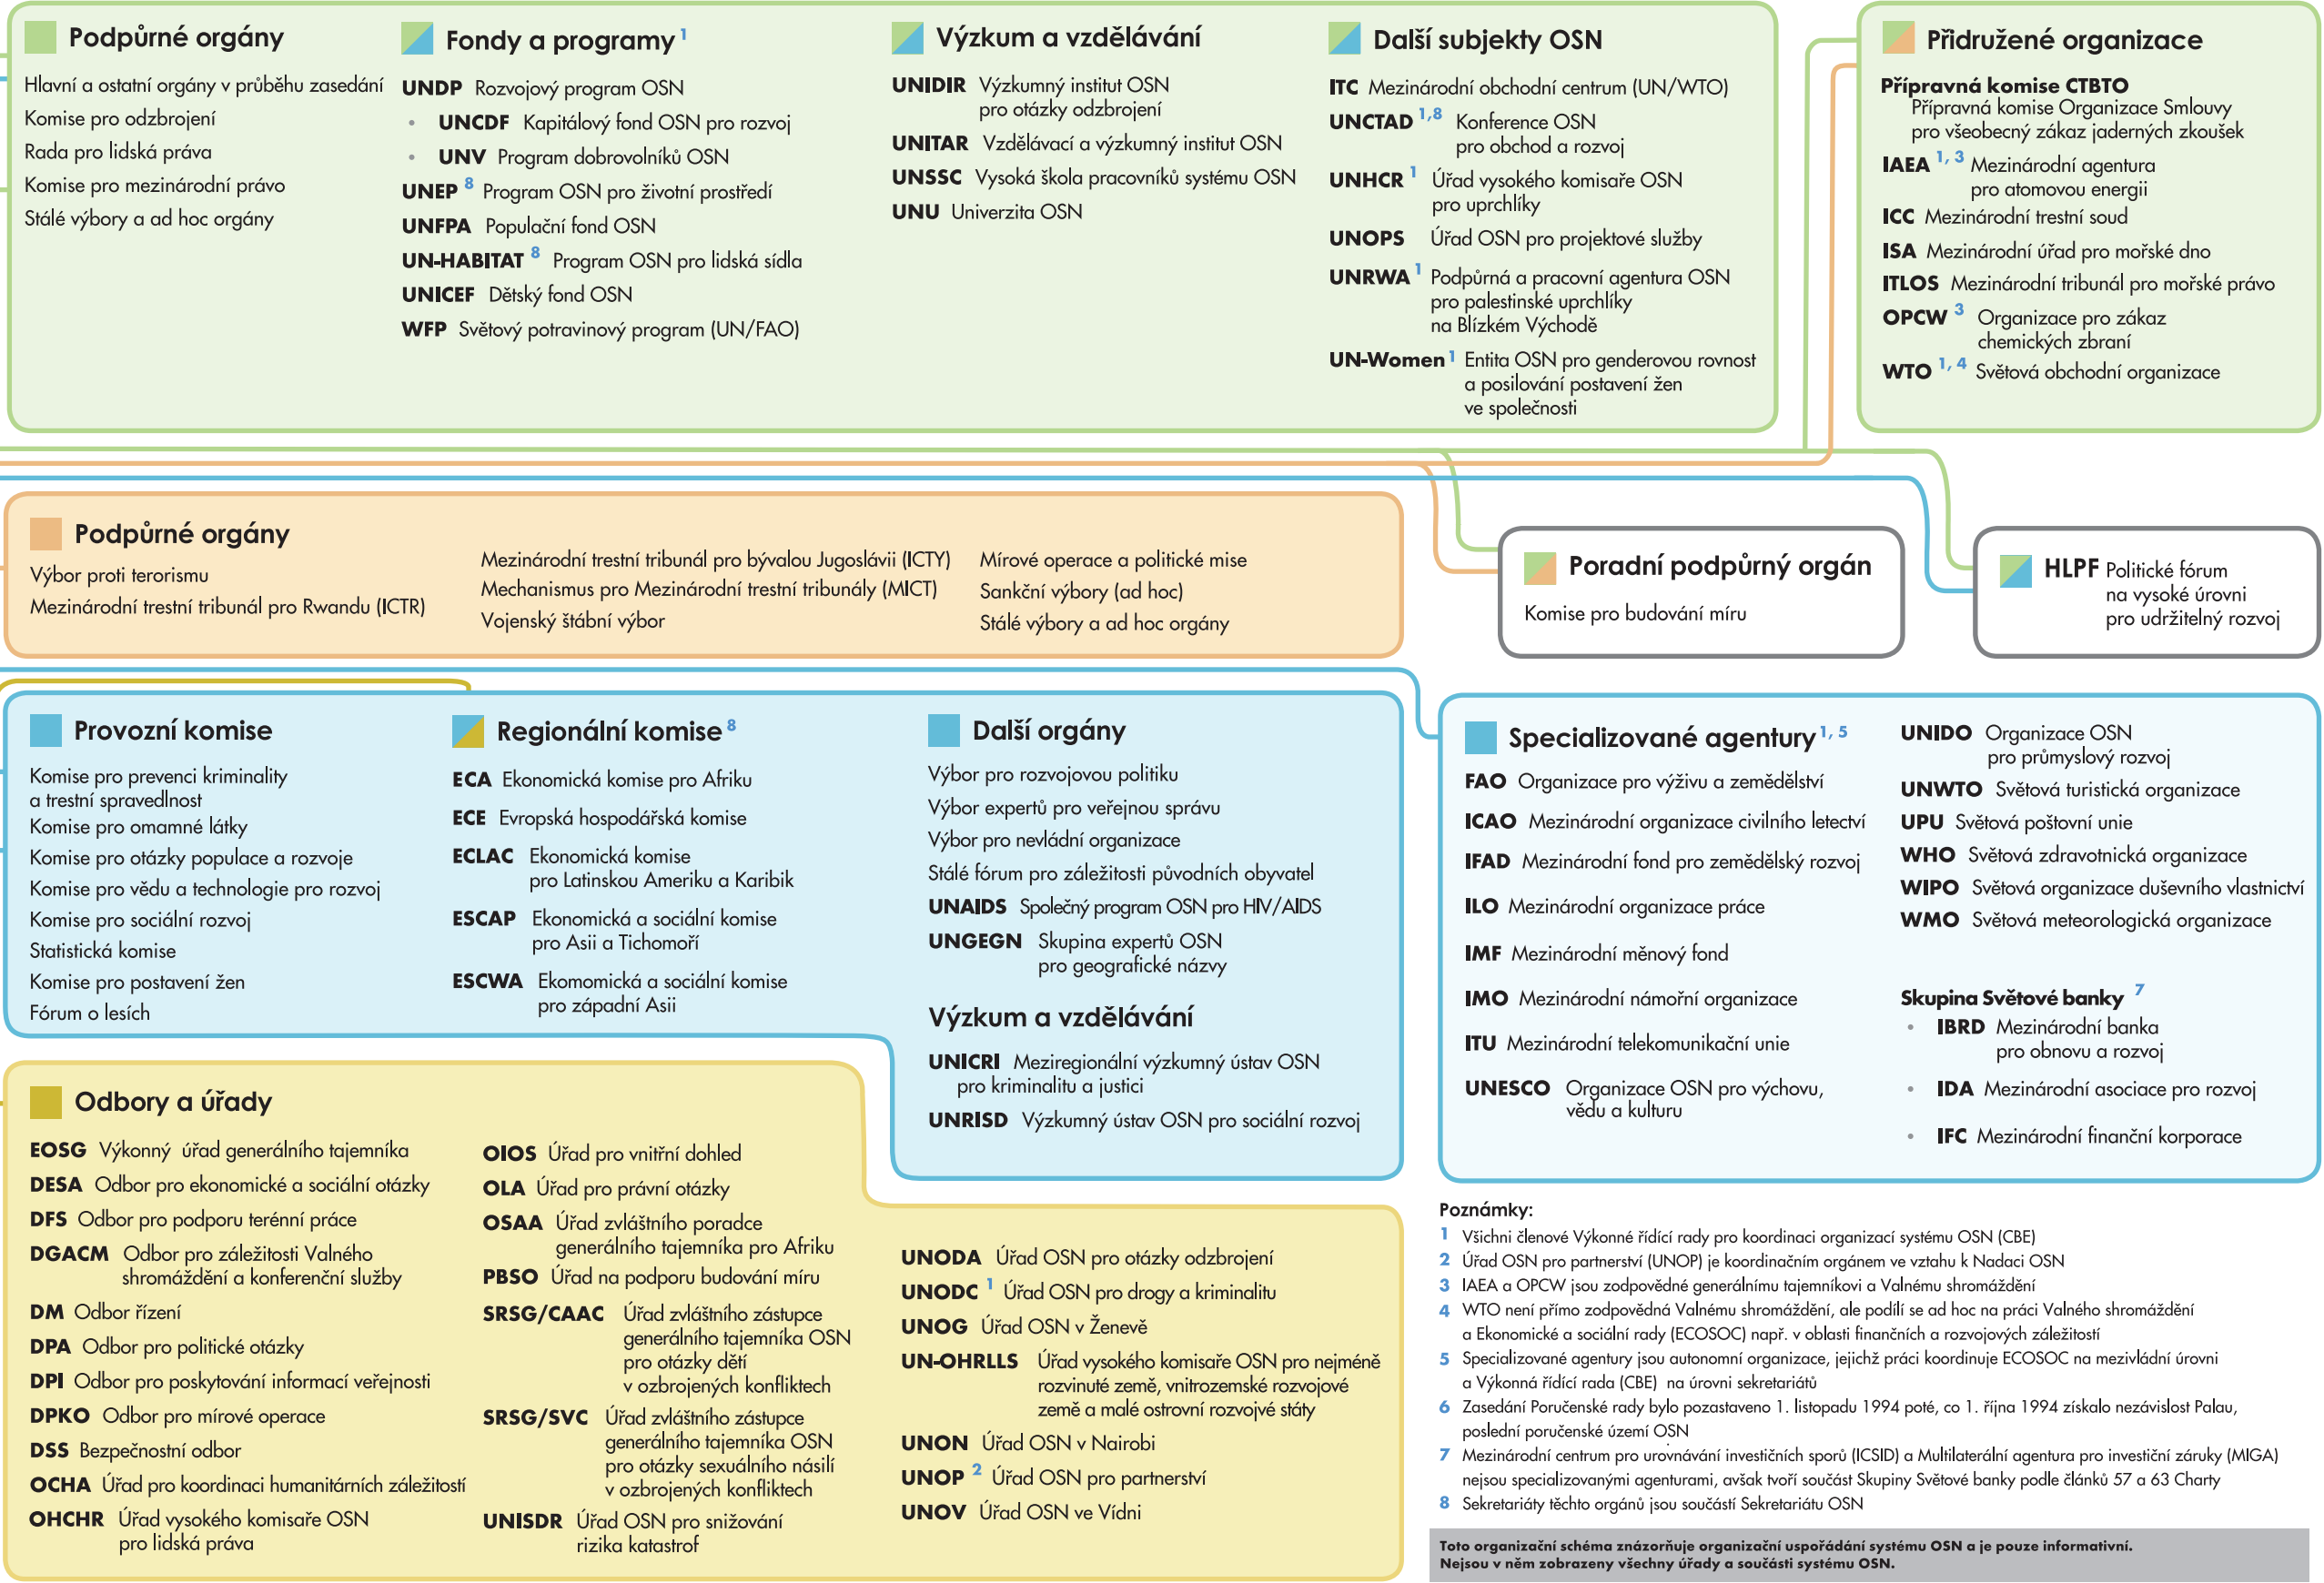 Podpůrné orgány
Hlavní a ostatní orgány v průběhu zasedání
Komise pro odzbrojení
Rada pro lidská práva
Komise pro mezinárodní právo
Stálé výbory a ad hoc orgány
Fondy a programy 1
UNDP Rozvojový program OSN
• UNCDF Kapitálový fond OSN pro rozvoj
• UNV Program dobrovolníků OSN
UNEP 8 Program OSN pro životní prostředí
UNFPA Populační fond OSN
UN-HABITAT 8 Program OSN pro lidská sídla
UNICEF Dětský fond OSN
WFP Světový potravinový program (UN/FAO)
Výzkum a vzdělávání
UNIDIR Výzkumný institut OSN
pro otázky odzbrojení
UNITAR Vzdělávací a výzkumný institut OSN
UNSSC Vysoká škola pracovníků systému OSN
UNU Univerzita OSN
Další subjekty OSN
ITC Mezinárodní obchodní centrum (UN/WTO)
UNCTAD 1,8 Konference OSN
pro obchod a rozvoj
UNHCR 1 Úřad vysokého komisaře OSN
pro uprchlíky
UNOPS Úřad OSN pro projektové služby
UNRWA 1 Podpůrná a pracovní agentura OSN
pro palestinské uprchlíky
na Blízkém Východě
UN-Women 1 Entita OSN pro genderovou rovnost
a posilování postavení žen
ve společnosti
Přidružené organizace
Přípravná komise CTBTO
Přípravná komise Organizace Smlouvy
pro všeobecný zákaz jaderných zkoušek
IAEA 1, 3 Mezinárodní agentura
pro atomovou energii
ICC Mezinárodní trestní soud
ISA Mezinárodní úřad pro mořské dno
ITLOS Mezinárodní tribunál pro mořské právo
OPCW 3 Organizace pro zákaz
chemických zbraní
WTO 1, 4 Světová obchodní organizace
Podpůrné orgány
Výbor proti terorismu
Mezinárodní trestní tribunál pro Rwandu (ICTR)
Mezinárodní trestní tribunál pro bývalou Jugoslávii (ICTY)
Mechanismus pro Mezinárodní trestní tribunály (MICT)
Vojenský štábní výbor
Mírové operace a politické mise
Sankční výbory (ad hoc)
Stálé výbory a ad hoc orgány
Poradní podpůrný orgán
Komise pro budování míru
HLPF Politické fórum
na vysoké úrovni
pro udržitelný rozvoj
Provozní komise
Komise pro prevenci kriminality
a trestní spravedlnost
Komise pro omamné látky
Komise pro otázky populace a rozvoje
Komise pro vědu a technologie pro rozvoj
Komise pro sociální rozvoj
Statistická komise
Komise pro postavení žen
Fórum o lesích
Regionální komise 8
ECA Ekonomická komise pro Afriku
ECE Evropská hospodářská komise
ECLAC Ekonomická komise
pro Latinskou Ameriku a Karibik
ESCAP Ekonomická a sociální komise
pro Asii a Tichomoří
ESCWA Ekomomická a sociální komise
pro západní Asii
Další orgány
Výbor pro rozvojovou politiku
Výbor expertů pro veřejnou správu
Výbor pro nevládní organizace
Stálé fórum pro záležitosti původních obyvatel
UNAIDS Společný program OSN pro HIV/AIDS
UNGEGN Skupina expertů OSN
pro geografické názvy
Výzkum a vzdělávání
UNICRI Meziregionální výzkumný ústav OSN
pro kriminalitu a justici
UNRISD Výzkumný ústav OSN pro sociální rozvoj
Specializované agentury 1, 5
FAO Organizace pro výživu a zemědělství
ICAO Mezinárodní organizace civilního letectví
IFAD Mezinárodní fond pro zemědělský rozvoj
ILO Mezinárodní organizace práce
IMF Mezinárodní měnový fond
IMO Mezinárodní námořní organizace
ITU Mezinárodní telekomunikační unie
UNESCO Organizace OSN pro výchovu,
vědu a kulturu
UNIDO Organizace OSN
pro průmyslový rozvoj
UNWTO Světová turistická organizace
UPU Světová poštovní unie
WHO Světová zdravotnická organizace
WIPO Světová organizace duševního vlastnictví
WMO Světová meteorologická organizace
Skupina Světové banky 7
• IBRD Mezinárodní banka
pro obnovu a rozvoj
• IDA Mezinárodní asociace pro rozvoj
• IFC Mezinárodní finanční korporace
Odbory a úřady
EOSG Výkonný úřad generálního tajemníka
DESA Odbor pro ekonomické a sociální otázky
DFS Odbor pro podporu terénní práce
DGACM Odbor pro záležitosti Valného
shromáždění a konferenční služby
DM Odbor řízení
DPA Odbor pro politické otázky
DPI Odbor pro poskytování informací veřejnosti
DPKO Odbor pro mírové operace
DSS Bezpečnostní odbor
OCHA Úřad pro koordinaci humanitárních záležitostí
OHCHR Úřad vysokého komisaře OSN
pro lidská práva
OIOS Úřad pro vnitřní dohled
OLA Úřad pro právní otázky
OSAA Úřad zvláštního poradce
generálního tajemníka pro Afriku
PBSO Úřad na podporu budování míru
SRSG/CAAC Úřad zvláštního zástupce
generálního tajemníka OSN
pro otázky dětí
v ozbrojených konfliktech
SRSG/SVC Úřad zvláštního zástupce
generálního tajemníka OSN
pro otázky sexuálního násilí
v ozbrojených konfliktech
UNISDR Úřad OSN pro snižování
rizika katastrof
UNODA Úřad OSN pro otázky odzbrojení
UNODC 1 Úřad OSN pro drogy a kriminalitu
UNOG Úřad OSN v Ženevě
UN-OHRLLS Úřad vysokého komisaře OSN pro nejméně
rozvinuté země, vnitrozemské rozvojové
země a malé ostrovní rozvojvé státy
UNON Úřad OSN v Nairobi
UNOP 2 Úřad OSN pro partnerství
UNOV Úřad OSN ve Vídni
Poznámky:
1 Všichni členové Výkonné řídící rady pro koordinaci organizací systému OSN (CBE)
2 Úřad OSN pro partnerství (UNOP) je koordinačním orgánem ve vztahu k Nadaci OSN
3 IAEA a OPCW jsou zodpovědné generálnímu tajemníkovi a Valnému shromáždění
4 WTO není přímo zodpovědná Valnému shromáždění, ale podílí se ad hoc na práci Valného shromáždění
a Ekonomické a sociální rady (ECOSOC) např. v oblasti finančních a rozvojových záležitostí
5 Specializované agentury jsou autonomní organizace, jejichž práci koordinuje ECOSOC na mezivládní úrovni
a Výkonná řídící rada (CBE) na úrovni sekretariátů
6 Zasedání Poručenské rady bylo pozastaveno 1. listopadu 1994 poté, co 1. října 1994 získalo nezávislost Palau,
poslední poručenské území OSN
7 Mezinárodní centrum pro urovnávání investičních sporů (ICSID) a Multilaterální agentura pro investiční záruky (MIGA)
nejsou specializovanými agenturami, avšak tvoří součást Skupiny Světové banky podle článků 57 a 63 Charty
8 Sekretariáty těchto orgánů jsou součástí Sekretariátu OSN
Toto organizační schéma znázorňuje organizační uspořádání systému OSN a je pouze informativní.
Nejsou v něm zobrazeny všechny úřady a součásti systému OSN.